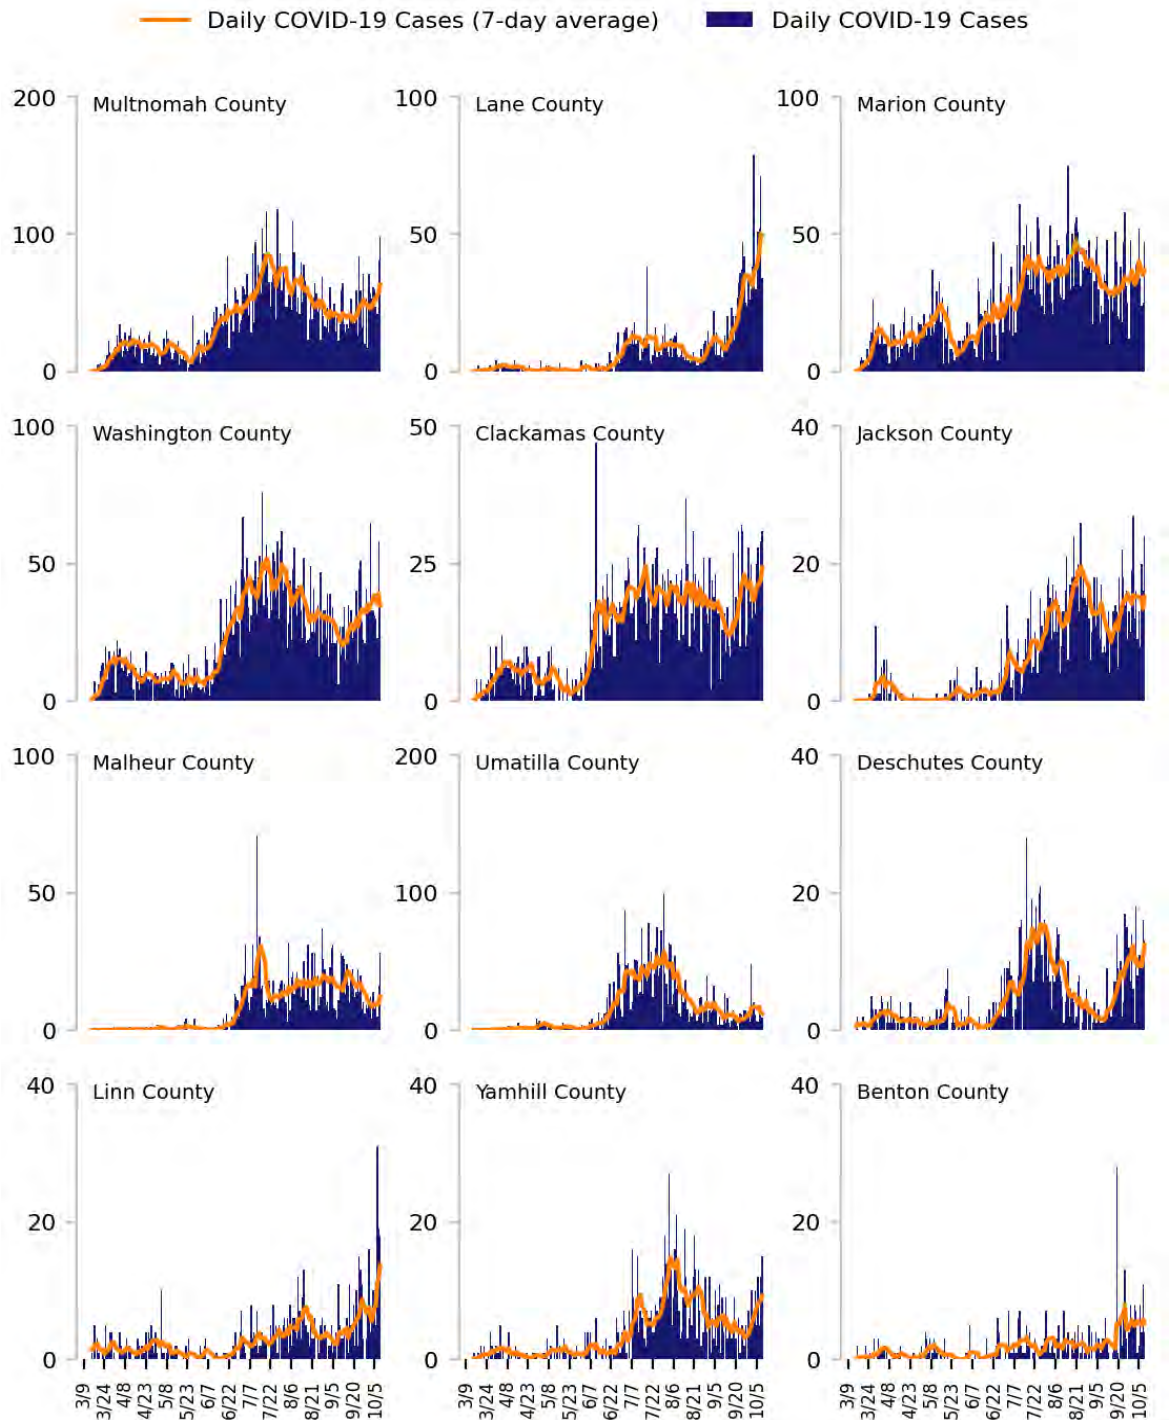 Daily COVID-19 Cases (7-day average) Daily COVID-19 Cases
200 Multnomah County 100 Lane County 100 Marion County
100 50 50
0 0 0
100 Washington County 50 Clackamas County 40 Jackson County
50 25 20
0 0 0
100 Malheur County 200 Umatilla County 40 Deschutes County
50 100 20
0 0 0
40 Linn County 40 Yamhill County 40 Benton County
20 20 20
0 0 0
3/9 3/24 4/8 4/23 5/8 5/23 6/7 6/22 7/7 7/22 8/6 8/21 9/5 9/20 10/5 3/9 3/24 4/8 4/23 5/8 5/23 6/7 6/22 7/7 7/22 8/6 8/21 9/5 9/20 10/5 3/9 3/24 4/8 4/23 5/8 5/23 6/7 6/22 7/7 7/22 8/6 8/21 9/5 9/20 10/5